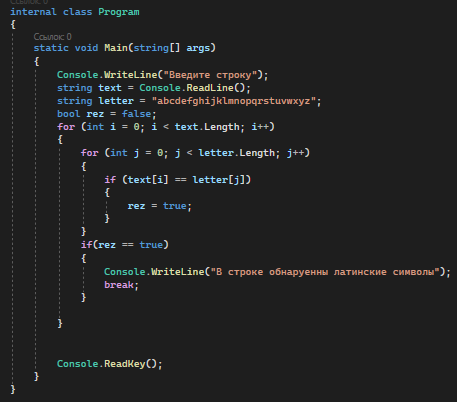 internal class Program
{
Ссылок: 0
static void Main(string[] args)
{
Console.WriteLine("Введите строку");
string text = Console.ReadLine();
string letter = "abcdefghijklmnopqrstuvwxyz";
bool rez = false;
for (int i = 0; i < text.Length; i++)
{
for (int j = 0; j < letter.Length; j++)
{
if (text[i] == letter[j])
{
rez = true;
}
}
if(rez == true)
{
Console.WriteLine("В строке обнаруенны латинские символы");
break;
}
}
Console.ReadKey();
}
}